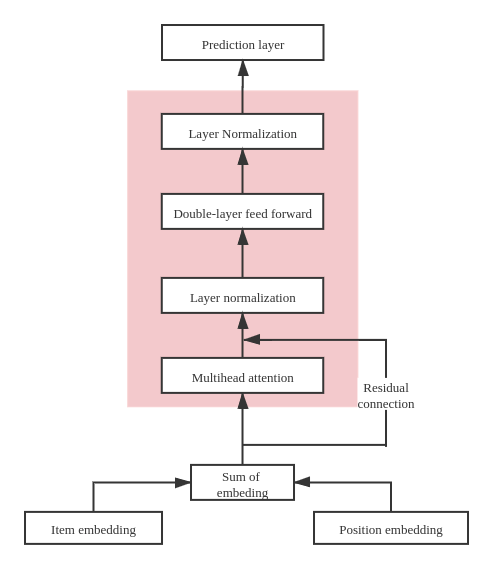 Prediction layer
Layer Normalization
Double-layer feed forward
Layer normalization
Multihead attention
Residual
connection
Sum of
embeding
Item embedding
Position embedding